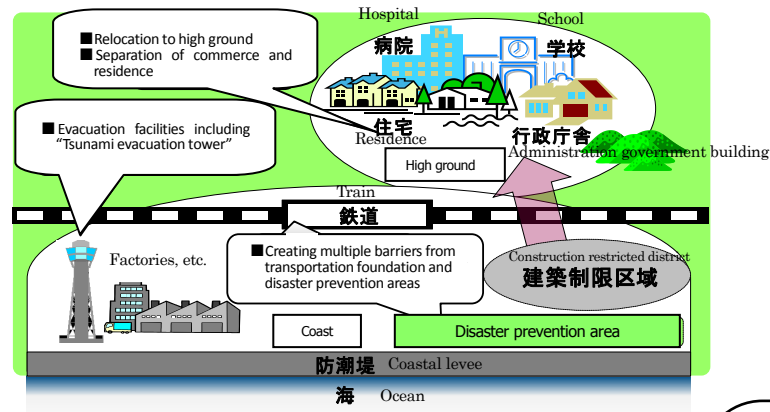 Hospital
School
病院
学校
■Relocation to high ground
■ Separation of commerce and
residence
住宅
Residence
行政庁舎
Administration government building
High ground
■ Evacuation facilities including
“Tsunami evacuation tower”
Train
鉄道
Factories, etc.
■Creating multiple barriers from
transportation foundation and
disaster prevention areas
Construction restricted district
建築制限区域
Coast
Disaster prevention area
防潮堤 Coastal levee
海 Ocean